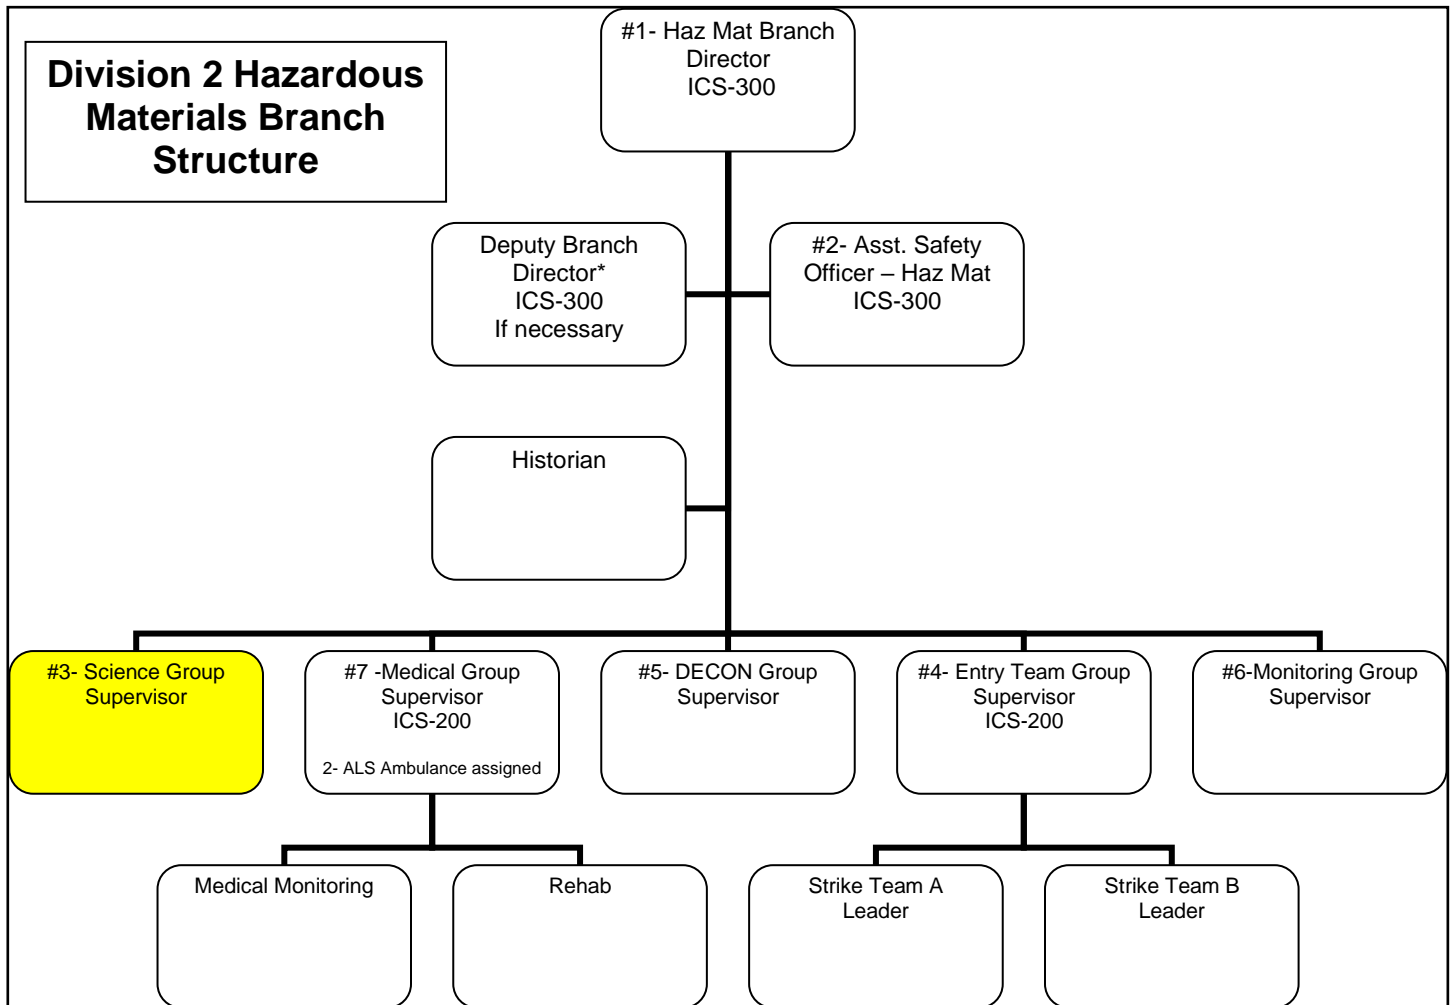 #1- Haz Mat Branch
Director
ICS-300
Division 2 Hazardous
Materials Branch
Structure
Deputy Branch
Director*
ICS-300
If necessary
#2- Asst. Safety
Officer – Haz Mat
ICS-300
Historian
#3- Science Group
Supervisor
#7 -Medical Group
Supervisor
ICS-200
2- ALS Ambulance assigned
#5- DECON Group
Supervisor
#4- Entry Team Group
Supervisor
ICS-200
#6-Monitoring Group
Supervisor
Medical Monitoring
Rehab
Strike Team A
Leader
Strike Team B
Leader